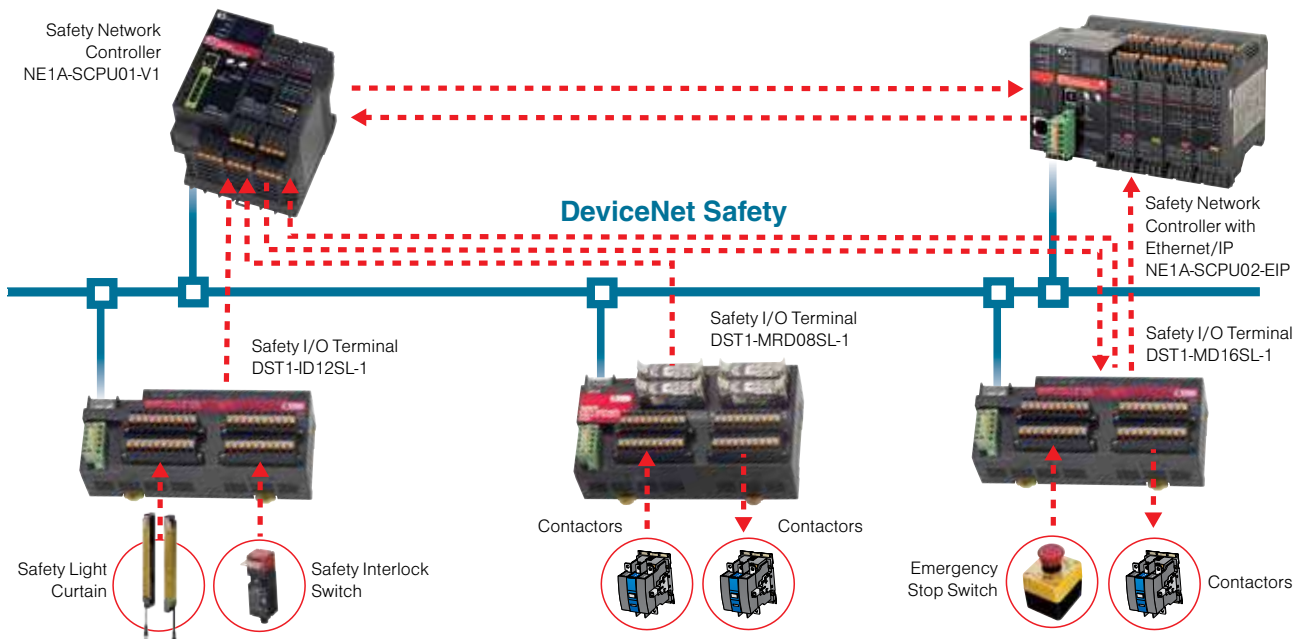 Safety Network
Controller
NE1A-SCPU01-V1
DeviceNet Safety
Safety Network
Controller with
Ethernet/IP
NE1A-SCPU02-EIP
Safety I/O Terminal
DST1-ID12SL-1
Safety I/O Terminal
DST1-MRD08SL-1
Safety I/O Terminal
DST1-MD16SL-1
Safety Light
Curtain
Safety Interlock
Switch
Contactors
Contactors
Emergency
Stop Switch
Contactors